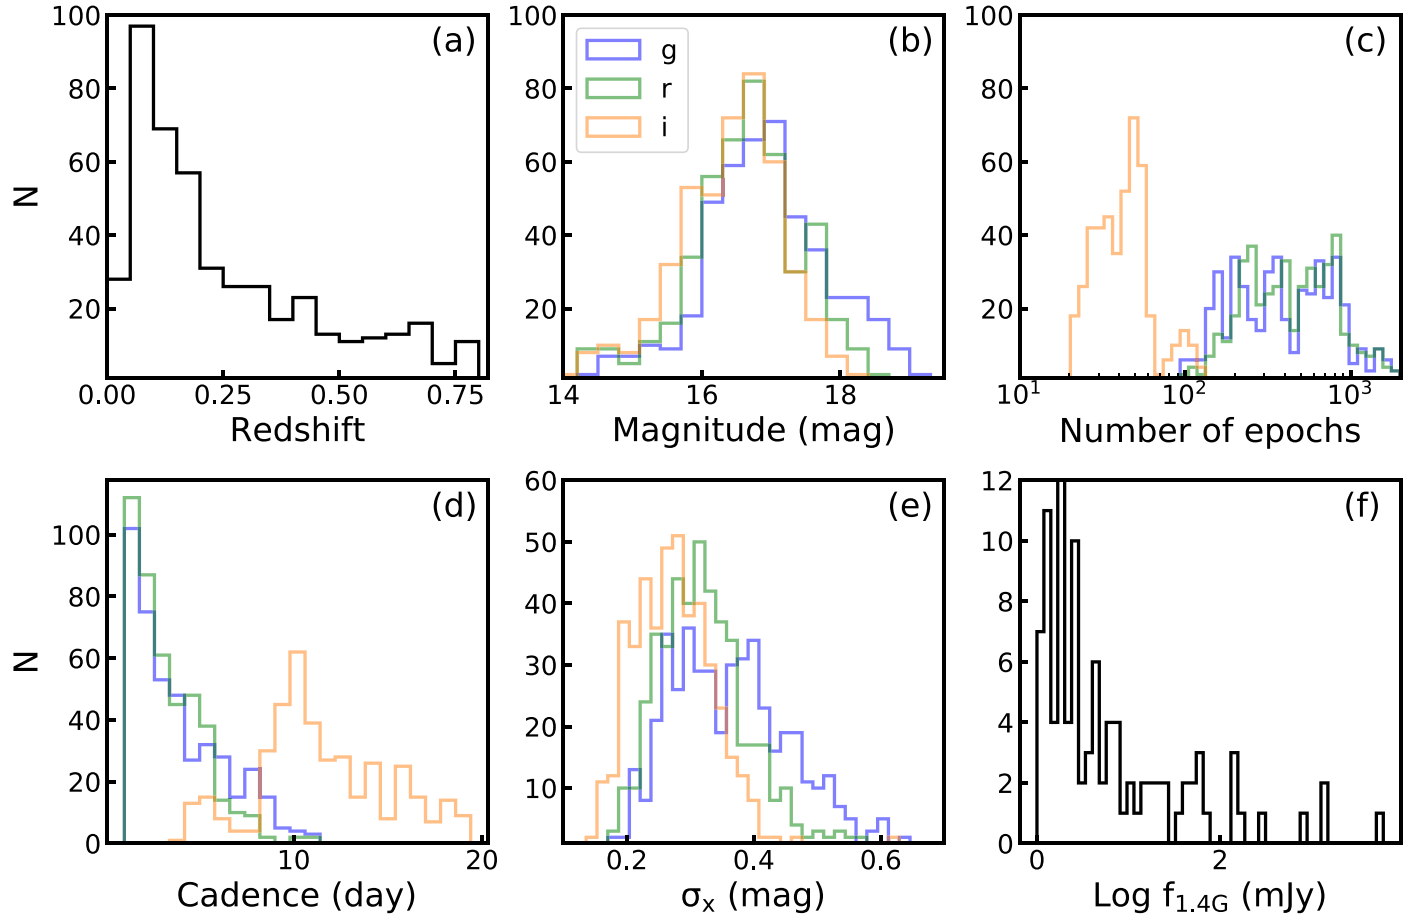 (a)
N
100
80
60
40
20
0.00 0.25 0.50 0.75
Redshift
(b)
g
r
i
100
80
60
40
20
14 16 18
Magnitude (mag)
(c)
100
80
60
40
20
10¹ 10² 10³
Number of epochs
(d)
N
100
80
60
40
20
0
10 20
Cadence (day)
(e)
60
50
40
30
20
10
0.2 0.4 0.6
σₓ (mag)
(f)
12
10
8
6
4
2
0
0 2
Log f₁.₄G (mJy)